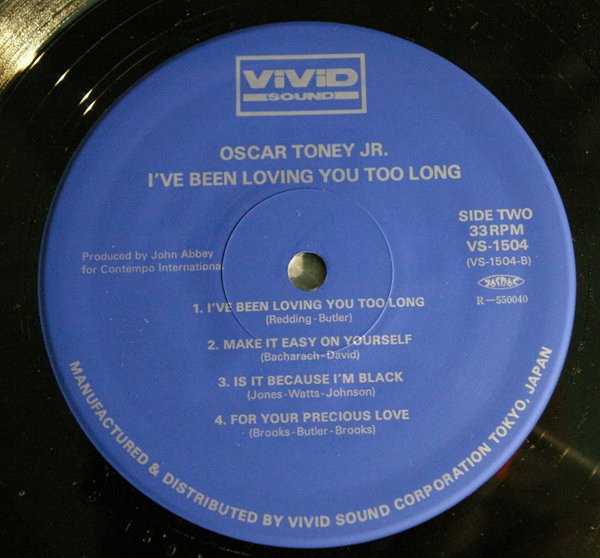 ViViD
SOUND
OSCAR TONEY JR.
I'VE BEEN LOVING YOU TOO LONG
SIDE TWO
33 RPM
VS-1504
(VS-1504-B)
JASRAC
R-550040
Produced by John Abbey
for Contempo International
1. I'VE BEEN LOVING YOU TOO LONG
(Redding-Butler)
2. MAKE IT EASY ON YOURSELF
(Bacharach-David)
3. IS IT BECAUSE I'M BLACK
(Jones-Watts-Johnson)
4. FOR YOUR PRECIOUS LOVE
(Brooks-Butler-Brooks)
MANUFACTURED & DISTRIBUTED BY VIVID SOUND CORPORATION TOKYO, JAPAN